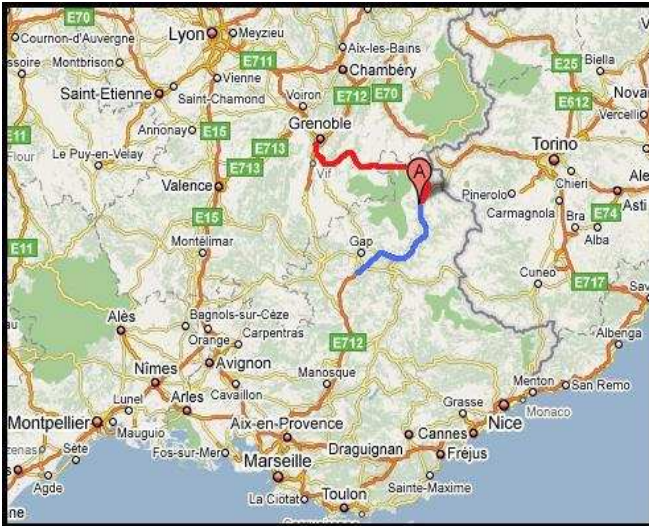 E70
Lyon
Meyzieu
Cournon-d'Auvergne
Aix-les-Bains
E711
Chambéry
E25
Biella
Montbrison
Vienne
E712
E70
Saint-Etienne
Saint-Chamond
Voiron
E612
Grenoble
Vercelli
Annonay
E15
E11
E713
Torino
Le Puy-en-Velay
Vif
A
E713
Chieri
Valence
Pinerolo
Asti
Carmagnola
E74
E15
Bra
Alba
E11
Montélimar
Gap
Cuneo
E717
Alès
Bagnols-sur-Cèze
Orange
Carpentras
E712
Albenga
Avignon
Nîmes
Manosque
Cavaillon
Menton
San Remo
Lunel
Arles
Grasse
Monaco
Montpellier
Mauguio
Aix-en-Provence
Nice
Cannes
Draguignan
Sète
Fos-sur-Mer
Fréjus
Marseille
Agde
Sainte-Maxime
La Ciotat
Toulon